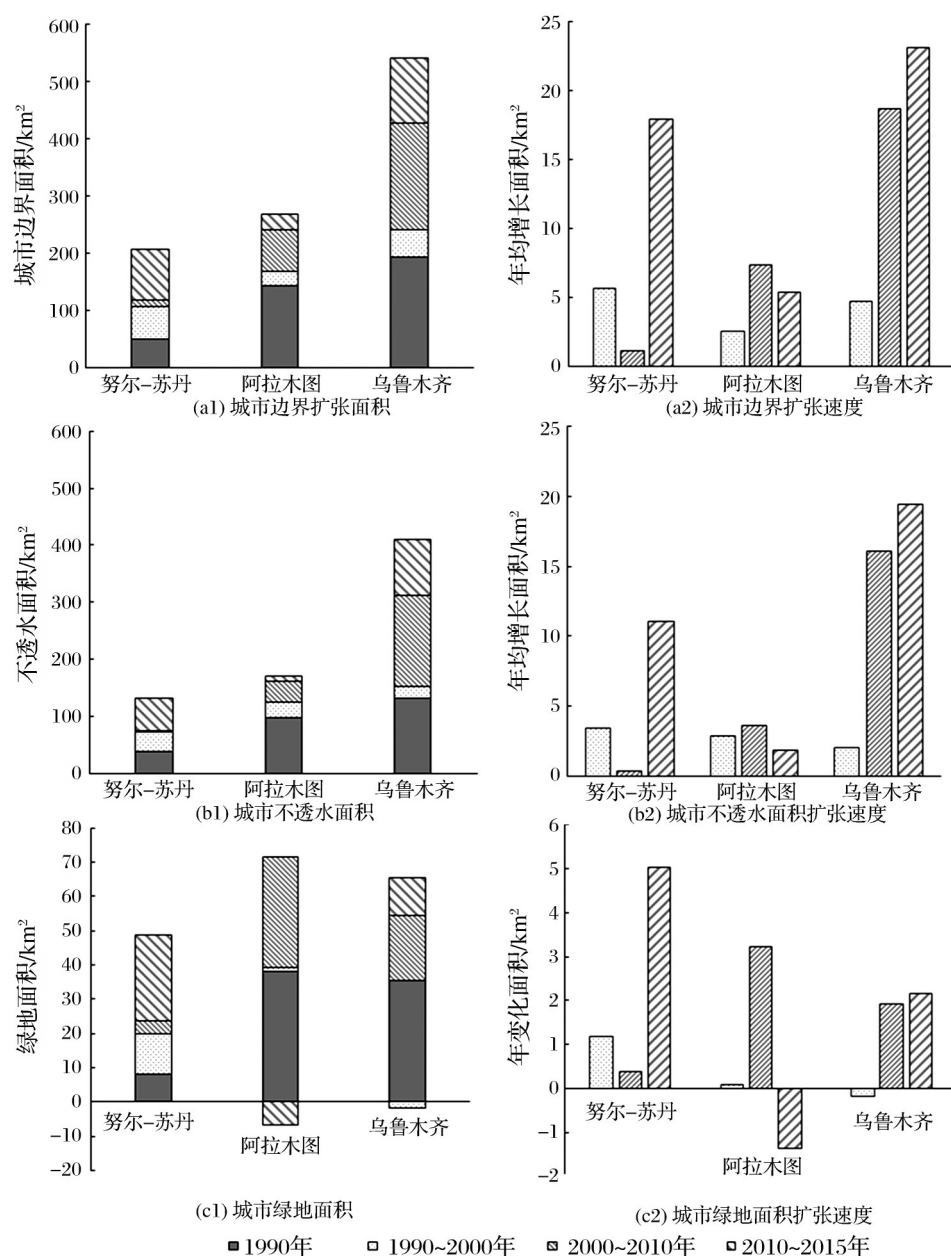 城市边界面积/km²
600
500
400
300
200
100
0
努尔–苏丹 阿拉木图 乌鲁木齐
(a1) 城市边界扩张面积
年均增长面积/km²
25
20
15
10
5
0
努尔–苏丹 阿拉木图 乌鲁木齐
(a2) 城市边界扩张速度
不透水面积/km²
600
500
400
300
200
100
0
努尔–苏丹 阿拉木图 乌鲁木齐
(b1) 城市不透水面积
年均增长面积/km²
25
20
15
10
5
0
努尔–苏丹 阿拉木图 乌鲁木齐
(b2) 城市不透水面积扩张速度
绿地面积/km²
80
70
60
50
40
30
20
10
0
–10
–20
努尔–苏丹 阿拉木图 乌鲁木齐
(c1) 城市绿地面积
年变化面积/km²
6
5
4
3
2
1
0
–1
–2
努尔–苏丹 阿拉木图 乌鲁木齐
(c2) 城市绿地面积扩张速度
1990年 1990~2000年 2000~2010年 2010~2015年